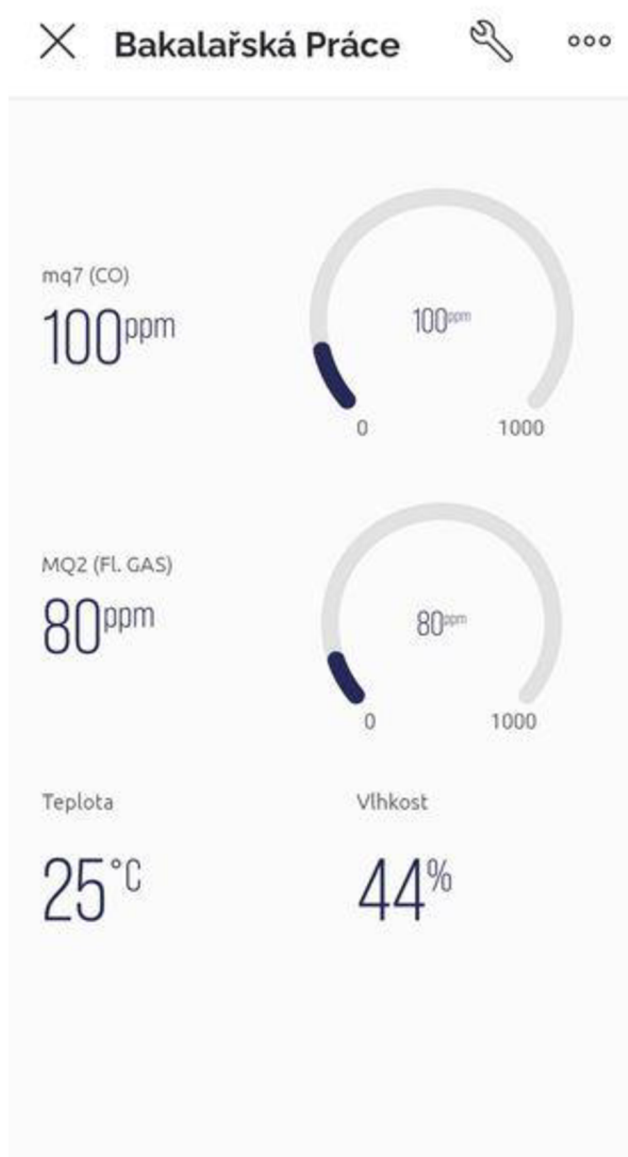 Bakalařská Práce
mq7 (CO)
100ppm
100ppm
0 1000
MQ2 (Fl. GAS)
80ppm
80ppm
0 1000
Teplota Vlhkost
25°C 44%